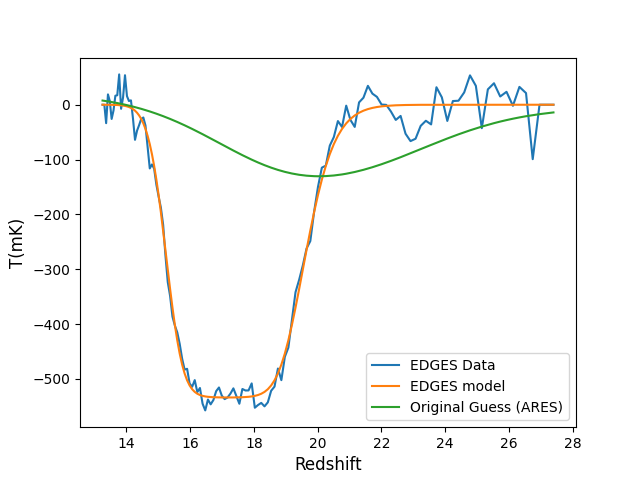 0
−100
−200
−300
−400
−500
T(mK)
EDGES Data
EDGES model
Original Guess (ARES)
14 16 18 20 22 24 26 28
Redshift